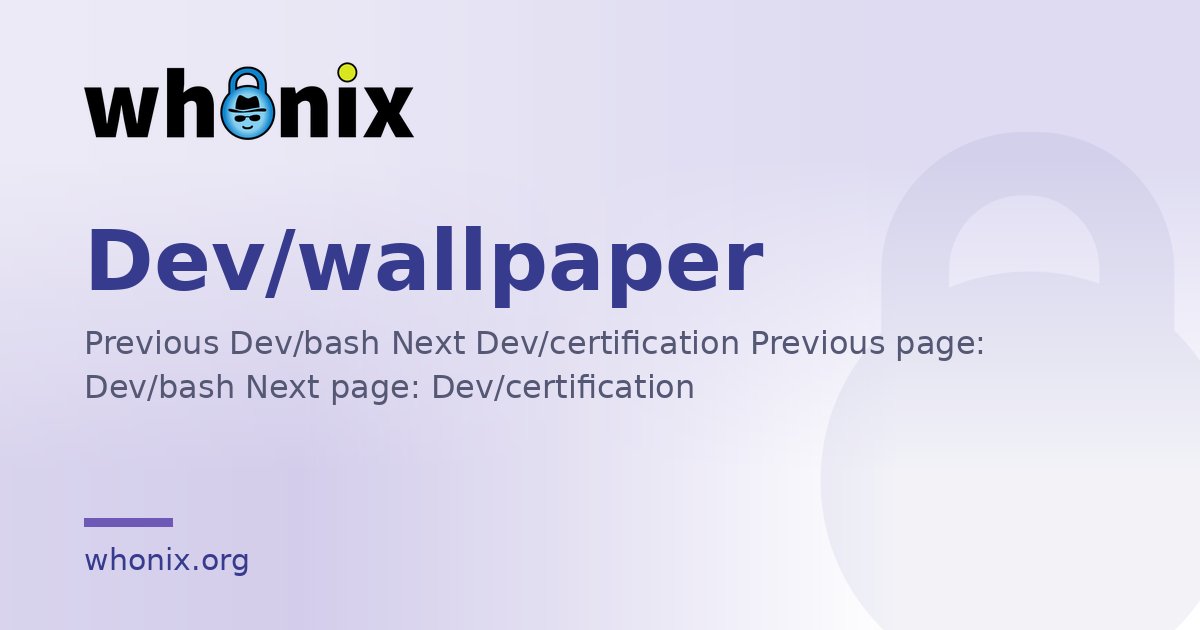 whonix
Dev/wallpaper
Previous Dev/bash Next Dev/certification Previous page:
Dev/bash Next page: Dev/certification
whonix.org